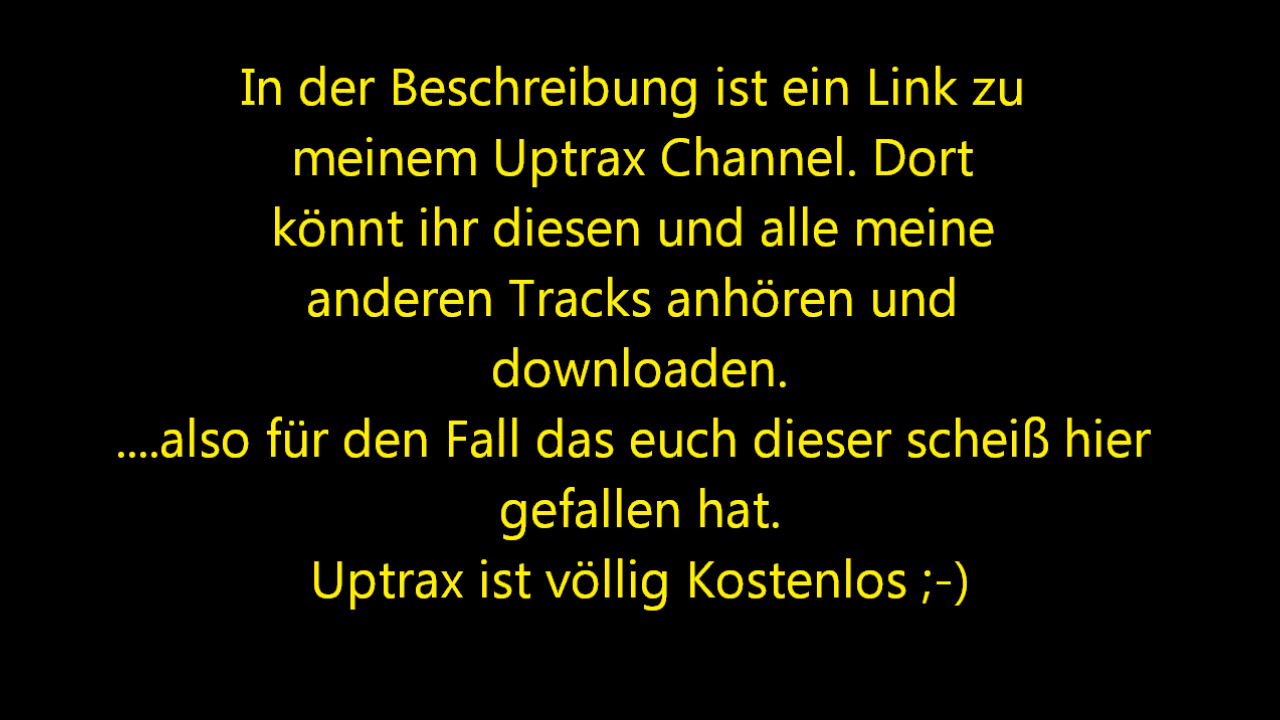 In der Beschreibung ist ein Link zu
meinem Uptrax Channel. Dort
könnt ihr diesen und alle meine
anderen Tracks anhören und
downloaden.
....also für den Fall das euch dieser scheiß hier
gefallen hat.
Uptrax ist völlig Kostenlos ;-)